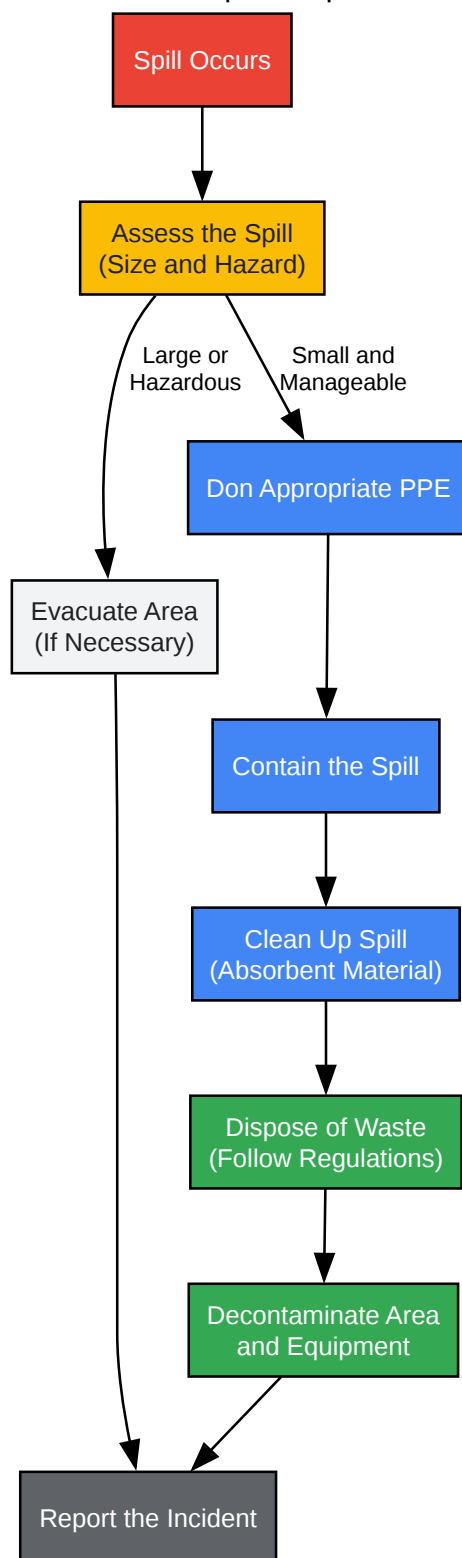 Spill Occurs
Assess the Spill
(Size and Hazard)
Large or
Hazardous
Small and
Manageable
Don Appropriate PPE
Evacuate Area
(If Necessary)
Contain the Spill
Clean Up Spill
(Absorbent Material)
Dispose of Waste
(Follow Regulations)
Decontaminate Area
and Equipment
Report the Incident